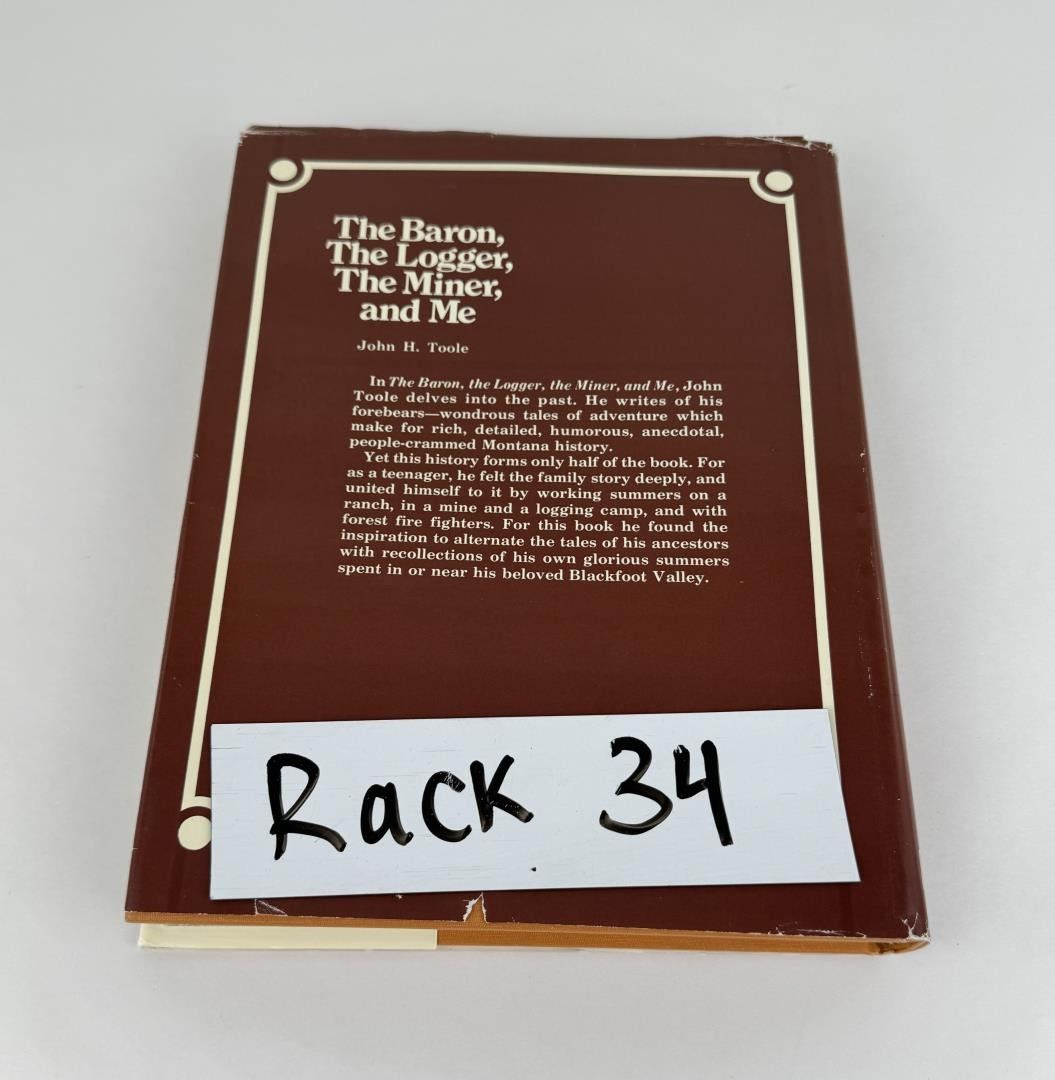 The Baron,
The Logger,
The Miner,
and Me
John H. Toole
In The Baron, the Logger, the Miner, and Me, John
Toole delves into the past. He writes of his
forebears—wondrous tales of adventure which
make for rich, detailed, humorous, anecdotal,
people-crammed Montana history.
Yet this history forms only half of the book. For
as a teenager, he felt the family story deeply, and
united himself to it by working summers on a
ranch, in a mine and a logging camp, and with
forest fire fighters. For this book he found the
inspiration to alternate the tales of his ancestors
with recollections of his own glorious summers
spent in or near his beloved Blackfoot Valley.
Rack 34